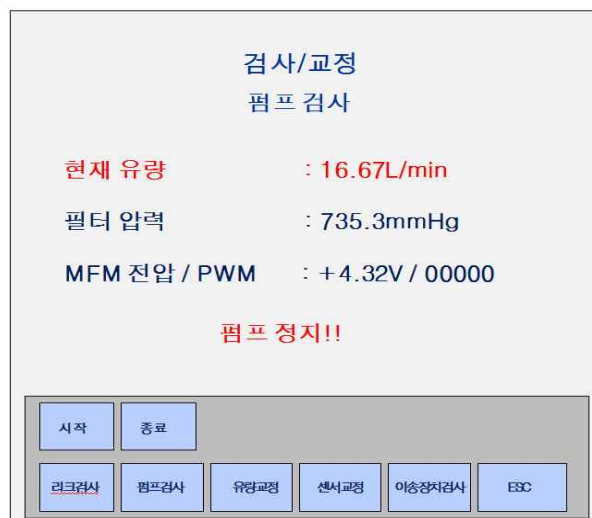 검사/교정
펌프 검사
현재 유량 : 16.67L/min
필터 압력 : 735.3mmHg
MFM 전압 / PWM : +4.32V / 00000
펌프 정지!!
시작 종료
리크검사 펌프검사 유량교정 센서교정 이송장치검사 ESC